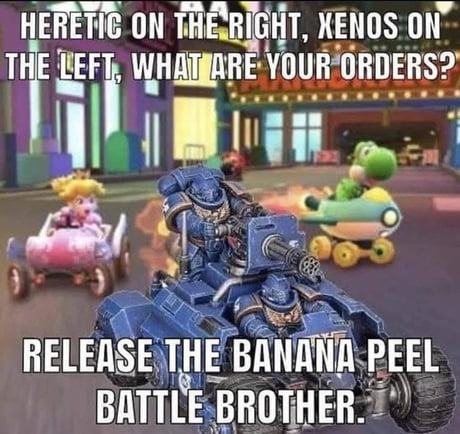 HERETIC ON THE RIGHT, XENOS ON
THE LEFT, WHAT ARE YOUR ORDERS?
RELEASE THE BANANA PEEL
BATTLE BROTHER.